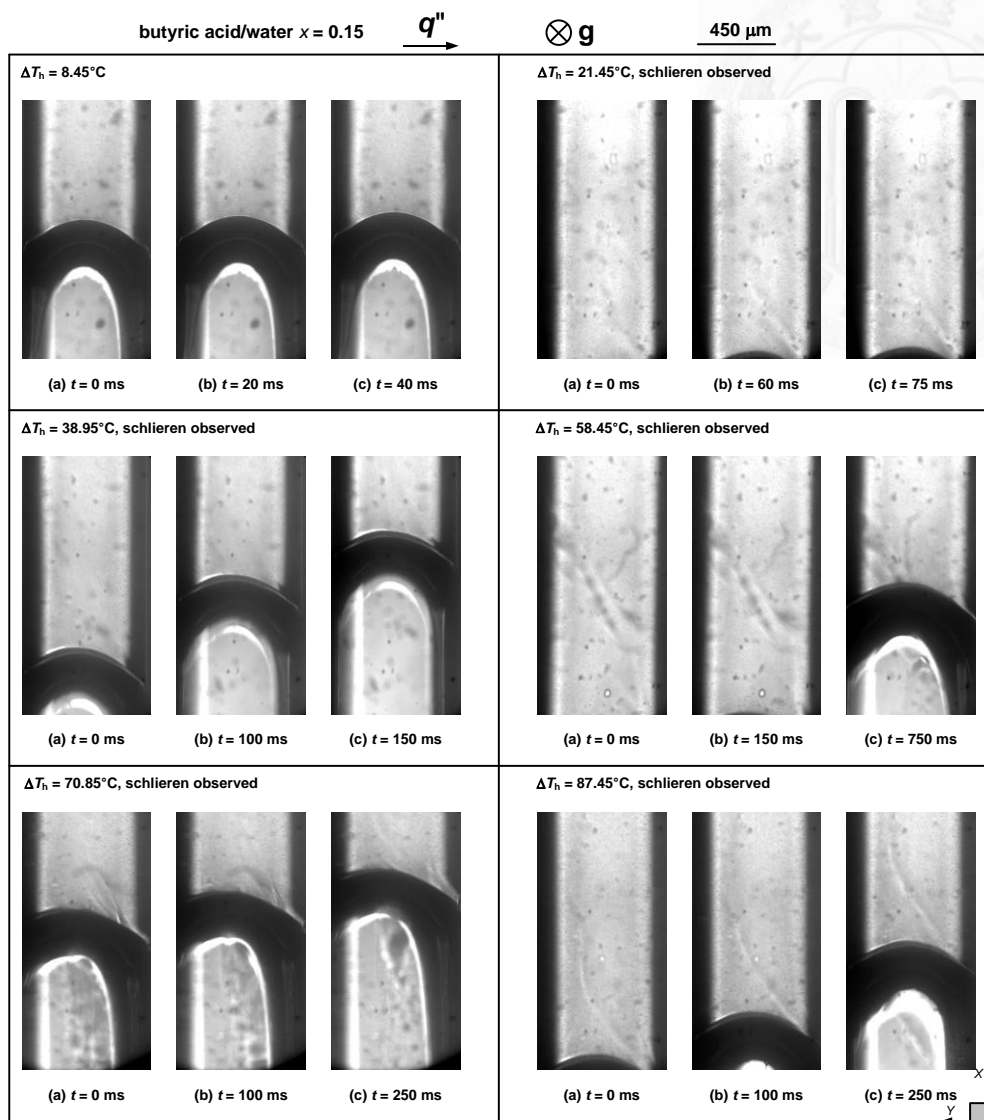 butyric acid/water x = 0.15 q" ⊗ g 450 μm
ΔTh = 8.45°C
(a) t = 0 ms (b) t = 20 ms (c) t = 40 ms
ΔTh = 21.45°C, schlieren observed
(a) t = 0 ms (b) t = 60 ms (c) t = 75 ms
ΔTh = 38.95°C, schlieren observed
(a) t = 0 ms (b) t = 100 ms (c) t = 150 ms
ΔTh = 58.45°C, schlieren observed
(a) t = 0 ms (b) t = 150 ms (c) t = 750 ms
ΔTh = 70.85°C, schlieren observed
(a) t = 0 ms (b) t = 100 ms (c) t = 250 ms
ΔTh = 87.45°C, schlieren observed
(a) t = 0 ms (b) t = 100 ms (c) t = 250 ms
X
Y